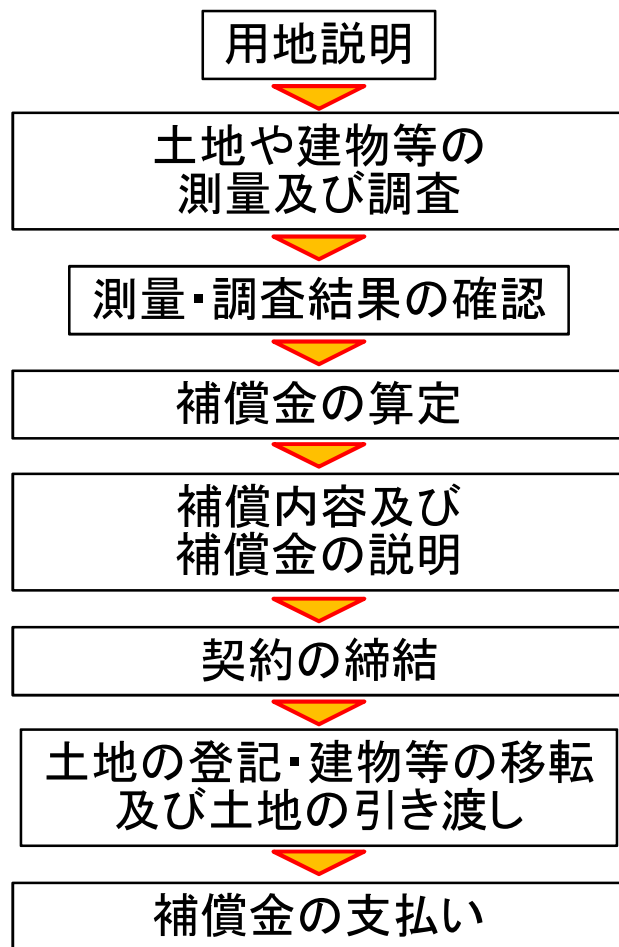 用地説明
土地や建物等の
測量及び調査
測量・調査結果の確認
補償金の算定
補償内容及び
補償金の説明
契約の締結
土地の登記・建物等の移転
及び土地の引き渡し
補償金の支払い